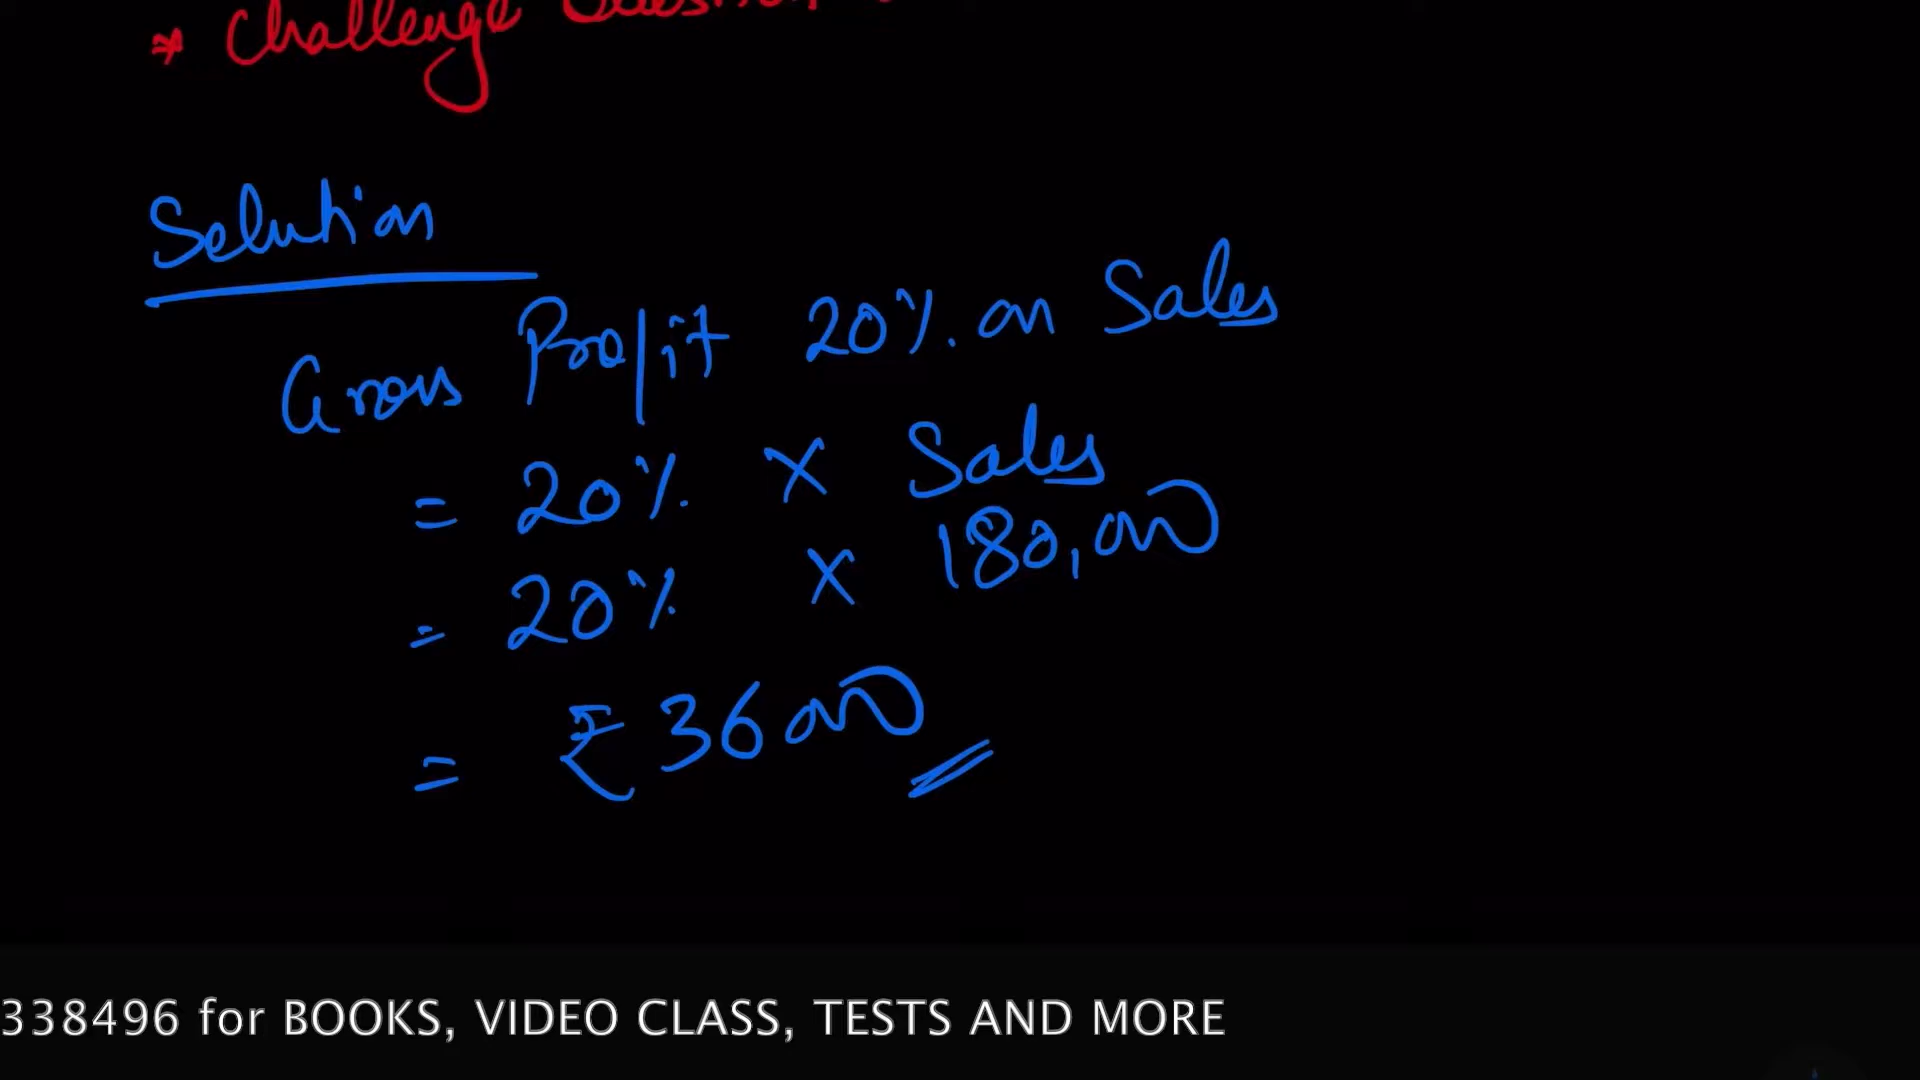 * Challenge Question
Solution
Gross Profit 20% on Sales
= 20% X Sales
= 20% X 180,000
= ₹36000
338496 for BOOKS, VIDEO CLASS, TESTS AND MORE